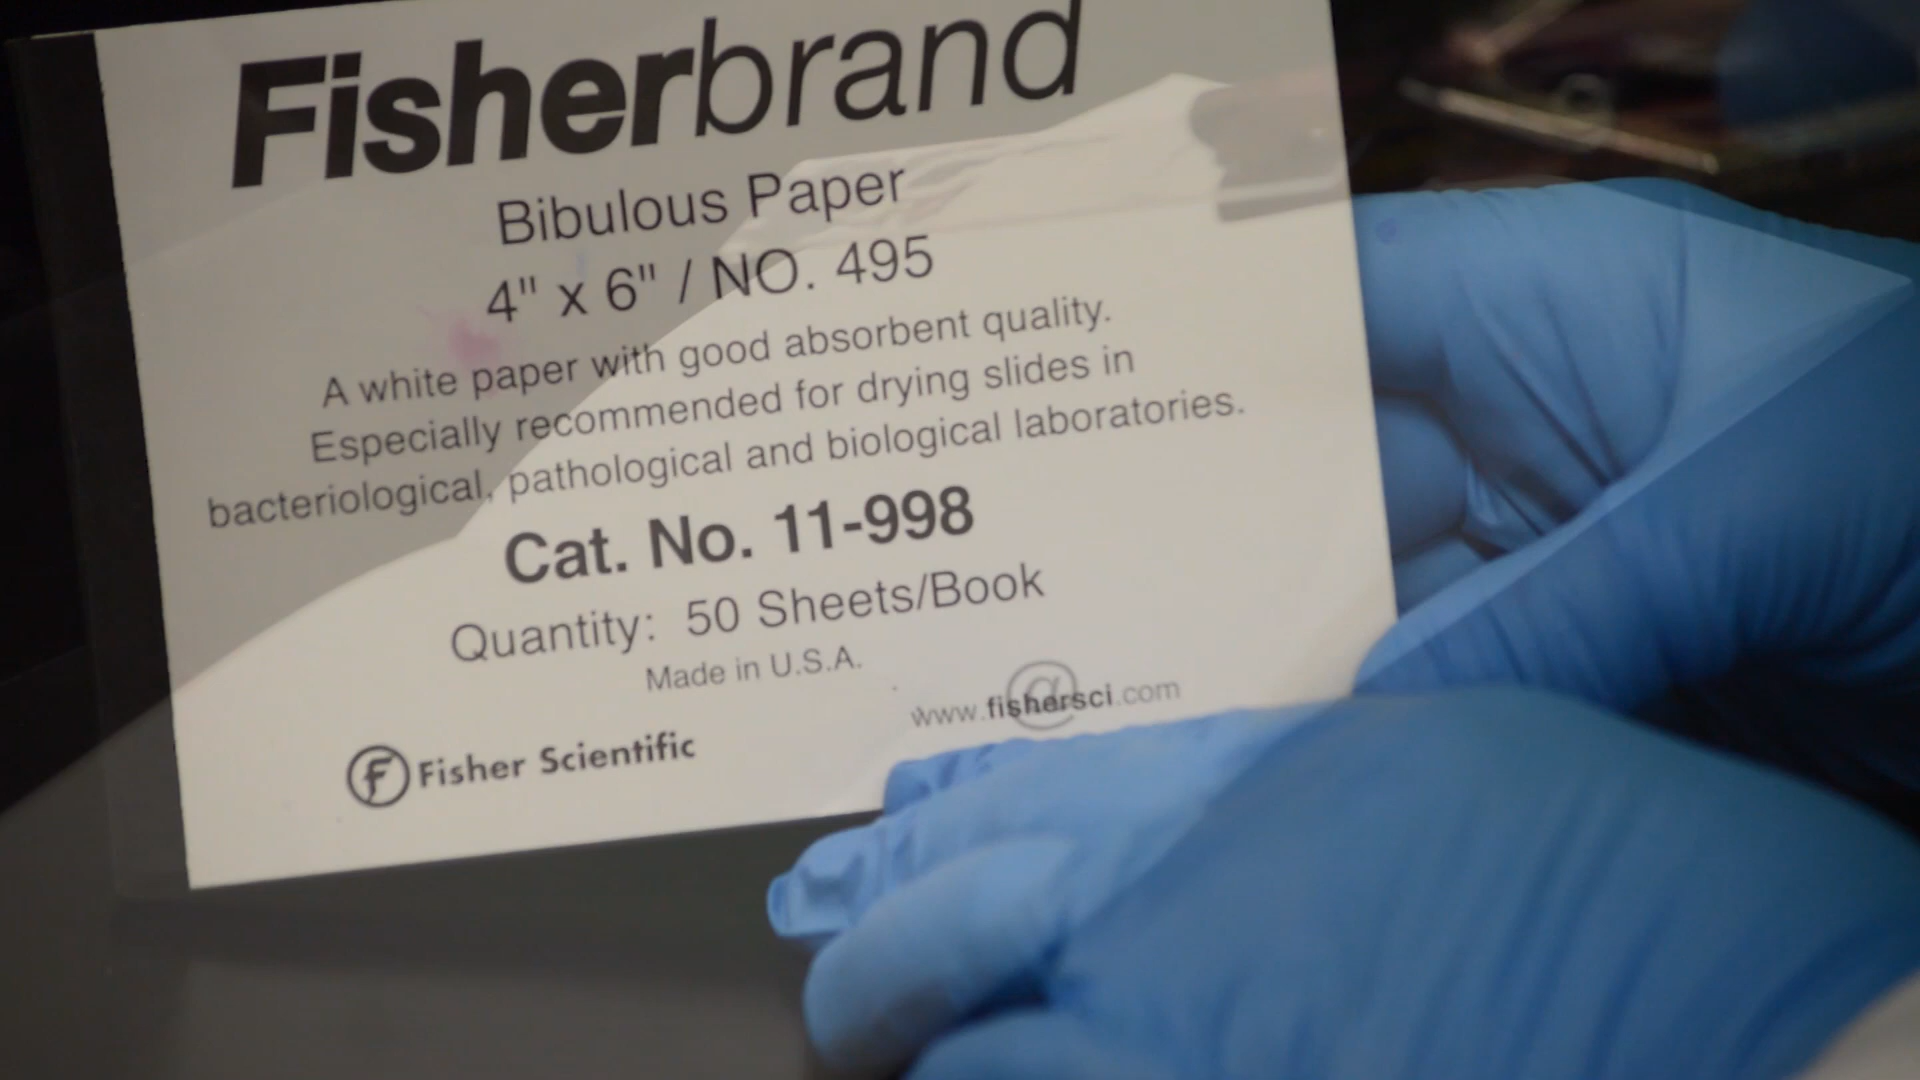 Fisherbrand
Bibulous Paper
4" x 6" / NO. 495
A white paper with good absorbent quality.
Especially recommended for drying slides in
bacteriological, pathological and biological laboratories.
Cat. No. 11-998
Quantity: 50 Sheets/Book
Made in U.S.A.
www.fishersci.com
@
F Fisher Scientific